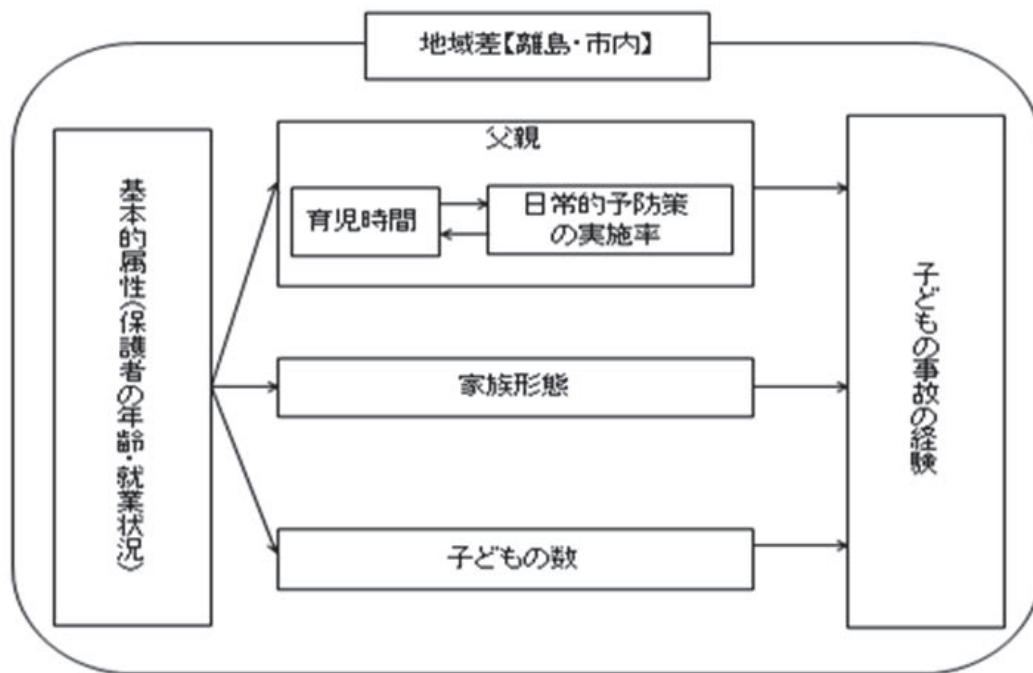 地域差【離島・市内】
基本的属性(保護者の年齢・就業状況)
父親
育児時間
日常的予防策
の実施率
家族形態
子どもの数
子どもの事故の経験